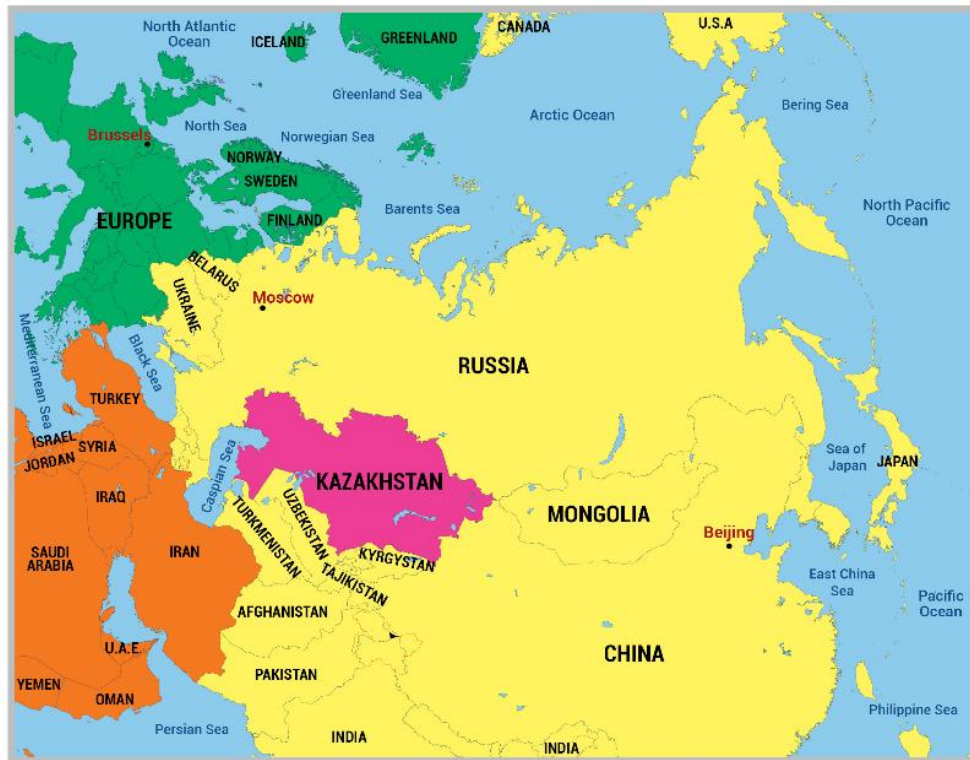 North Atlantic
Ocean
ICELAND
GREENLAND
CANADA
U.S.A
Greenland Sea
Arctic Ocean
Bering Sea
Brussels
North Sea
Norwegian Sea
NORWAY
SWEDEN
FINLAND
Barents Sea
North Pacific
Ocean
EUROPE
BELARUS
UKRAINE
Moscow
Mediterranean Sea
Black Sea
RUSSIA
TURKEY
ISRAEL
SYRIA
JORDAN
IRAQ
Caspian Sea
KAZAKHSTAN
Sea of
Japan
JAPAN
MONGOLIA
Beijing
SAUDI
ARABIA
IRAN
TURKMENISTAN
UZBEKISTAN
KYRGYSTAN
TAJIKISTAN
East China
Sea
Pacific
Ocean
AFGHANISTAN
U.A.E.
CHINA
PAKISTAN
YEMEN
OMAN
Persian Sea
INDIA
INDIA
Philippine Sea